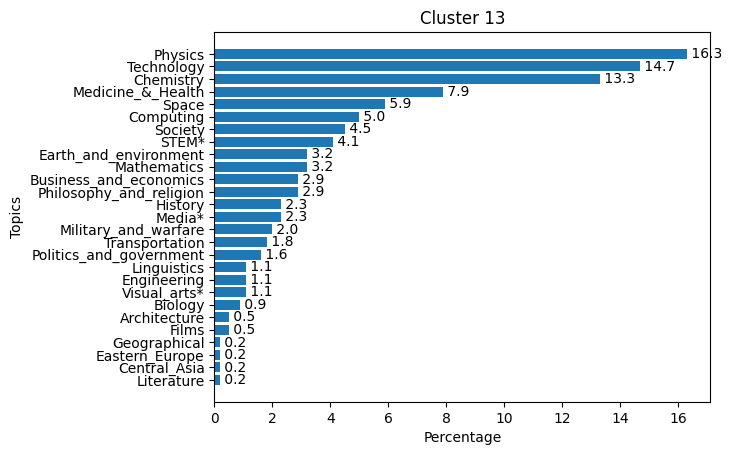 Cluster 13
Physics 16.3
Technology 14.7
Chemistry 13.3
Medicine_&_Health 7.9
Space 5.9
Computing 5.0
Society 4.5
STEM* 4.1
Earth_and_environment 3.2
Mathematics 3.2
Business_and_economics 2.9
Philosophy_and_religion 2.9
History 2.3
Media* 2.3
Military_and_warfare 2.0
Transportation 1.8
Politics_and_government 1.6
Linguistics 1.1
Engineering 1.1
Visual_arts* 1.1
Biology 0.9
Architecture 0.5
Films 0.5
Geographical 0.2
Eastern_Europe 0.2
Central_Asia 0.2
Literature 0.2
0 2 4 6 8 10 12 14 16
Percentage
Topics